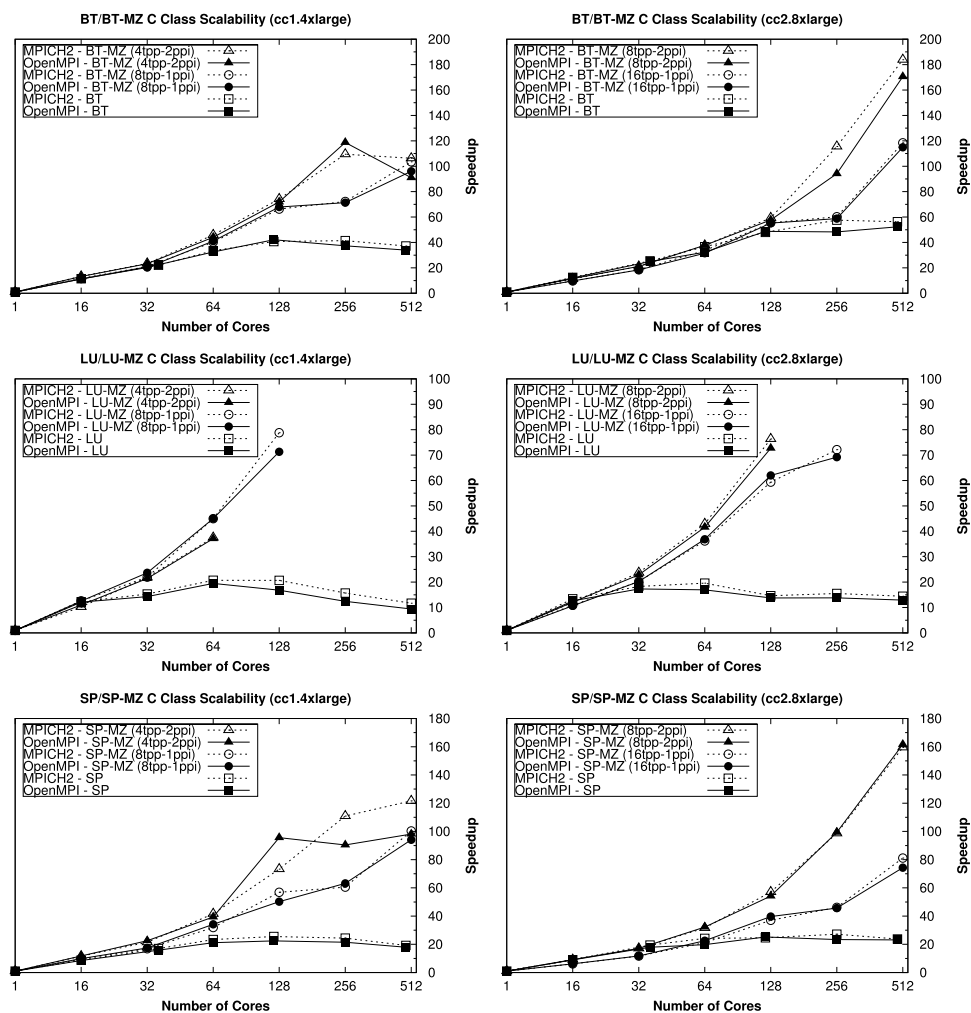 BT/BT-MZ C Class Scalability (cc1.4xlarge)
MPICH2 - BT-MZ (4tpp-2ppi)
OpenMPI - BT-MZ (4tpp-2ppi)
MPICH2 - BT-MZ (8tpp-1ppi)
OpenMPI - BT-MZ (8tpp-1ppi)
MPICH2 - BT
OpenMPI - BT
200
180
160
140
120
100
80
60
40
20
0
Speedup
1 16 32 64 128 256 512
Number of Cores
BT/BT-MZ C Class Scalability (cc2.8xlarge)
MPICH2 - BT-MZ (8tpp-2ppi)
OpenMPI - BT-MZ (8tpp-2ppi)
MPICH2 - BT-MZ (16tpp-1ppi)
OpenMPI - BT-MZ (16tpp-1ppi)
MPICH2 - BT
OpenMPI - BT
200
180
160
140
120
100
80
60
40
20
0
Speedup
1 16 32 64 128 256 512
Number of Cores
LU/LU-MZ C Class Scalability (cc1.4xlarge)
MPICH2 - LU-MZ (4tpp-2ppi)
OpenMPI - LU-MZ (4tpp-2ppi)
MPICH2 - LU-MZ (8tpp-1ppi)
OpenMPI - LU-MZ (8tpp-1ppi)
MPICH2 - LU
OpenMPI - LU
100
90
80
70
60
50
40
30
20
10
0
Speedup
1 16 32 64 128 256 512
Number of Cores
LU/LU-MZ C Class Scalability (cc2.8xlarge)
MPICH2 - LU-MZ (8tpp-2ppi)
OpenMPI - LU-MZ (8tpp-2ppi)
MPICH2 - LU-MZ (16tpp-1ppi)
OpenMPI - LU-MZ (16tpp-1ppi)
MPICH2 - LU
OpenMPI - LU
100
90
80
70
60
50
40
30
20
10
0
Speedup
1 16 32 64 128 256 512
Number of Cores
SP/SP-MZ C Class Scalability (cc1.4xlarge)
MPICH2 - SP-MZ (4tpp-2ppi)
OpenMPI - SP-MZ (4tpp-2ppi)
MPICH2 - SP-MZ (8tpp-1ppi)
OpenMPI - SP-MZ (8tpp-1ppi)
MPICH2 - SP
OpenMPI - SP
180
160
140
120
100
80
60
40
20
0
Speedup
1 16 32 64 128 256 512
Number of Cores
SP/SP-MZ C Class Scalability (cc2.8xlarge)
MPICH2 - SP-MZ (8tpp-2ppi)
OpenMPI - SP-MZ (8tpp-2ppi)
MPICH2 - SP-MZ (16tpp-1ppi)
OpenMPI - SP-MZ (16tpp-1ppi)
MPICH2 - SP
OpenMPI - SP
180
160
140
120
100
80
60
40
20
0
Speedup
1 16 32 64 128 256 512
Number of Cores